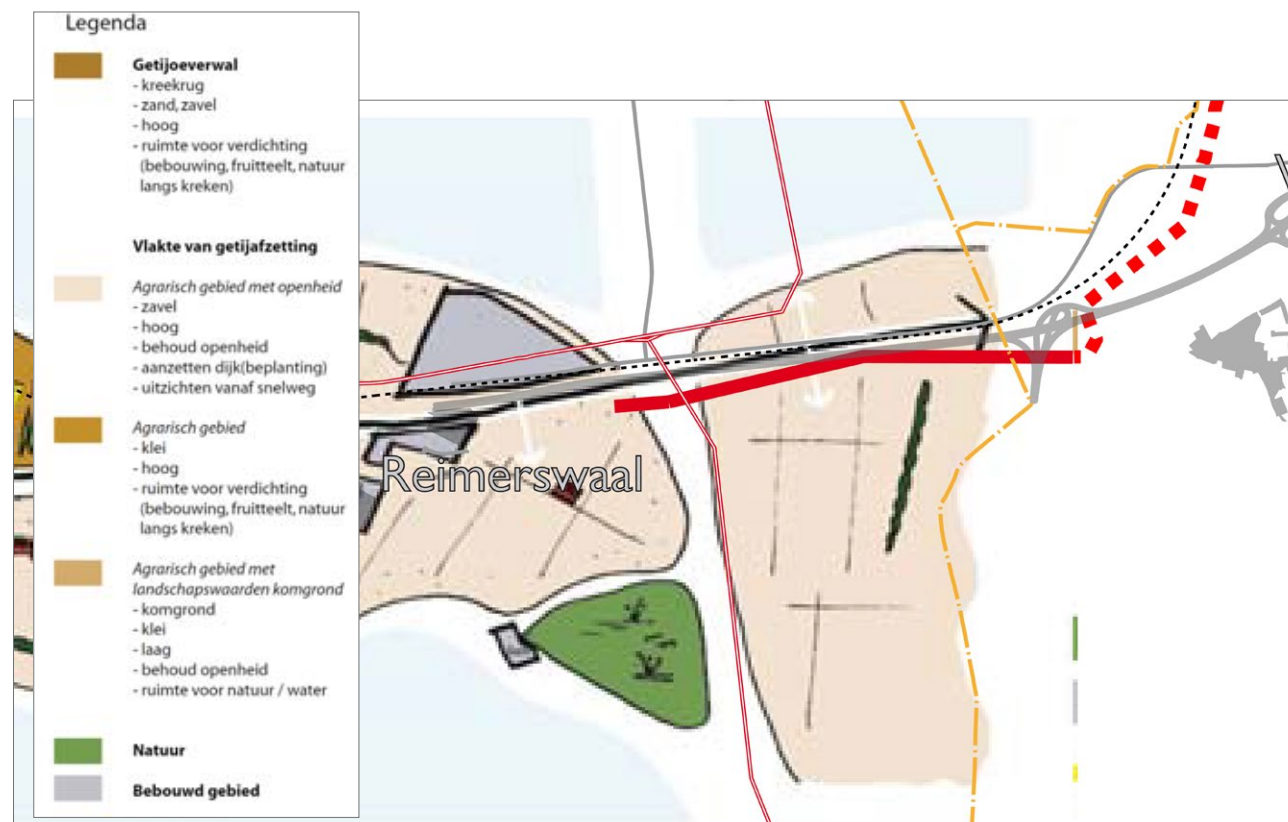 Legenda
Getijoeverwal
- kreekrug
- zand, zavel
- hoog
- ruimte voor verdichting
(bebouwing, fruitteelt, natuur
langs kreken)
Vlakte van getijafzetting
Agrarisch gebied met openheid
- zavel
- hoog
- behoud openheid
- aanzetten dijk(beplanting)
- uitzichten vanaf snelweg
Agrarisch gebied
- klei
- hoog
- ruimte voor verdichting
(bebouwing, fruitteelt, natuur
langs kreken)
Agrarisch gebied met
landschapswaarden komgrond
- komgrond
- klei
- laag
- behoud openheid
- ruimte voor natuur / water
Natuur
Bebouwd gebied
Reimerswaal